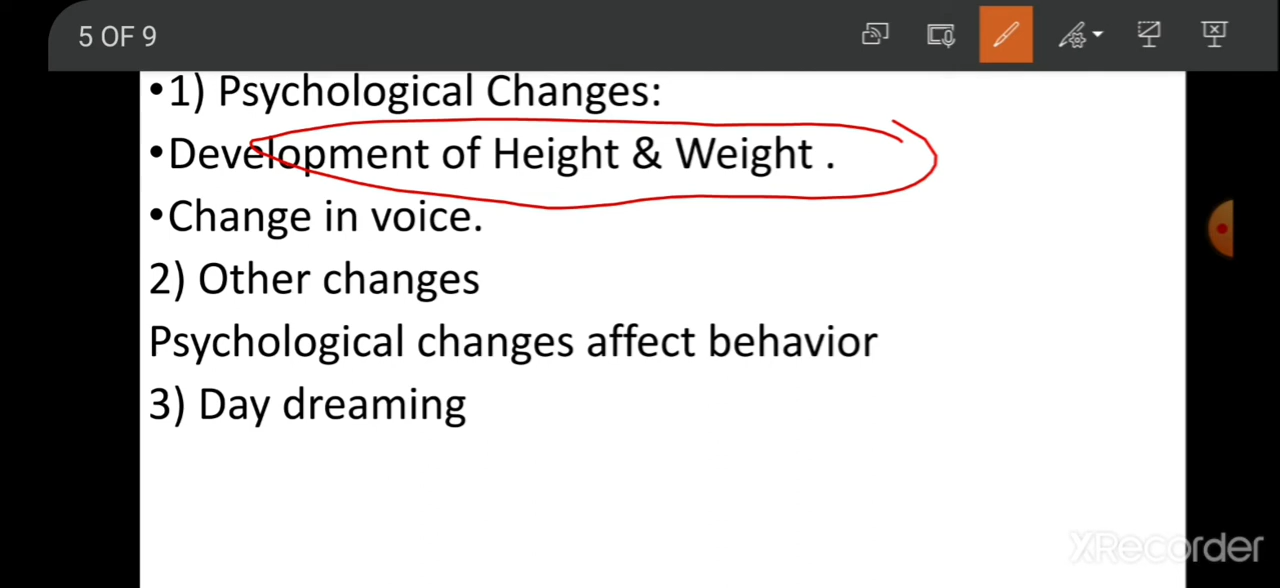 5 OF 9
•1) Psychological Changes:
•Development of Height & Weight .
•Change in voice.
2) Other changes
Psychological changes affect behavior
3) Day dreaming
XRecorder